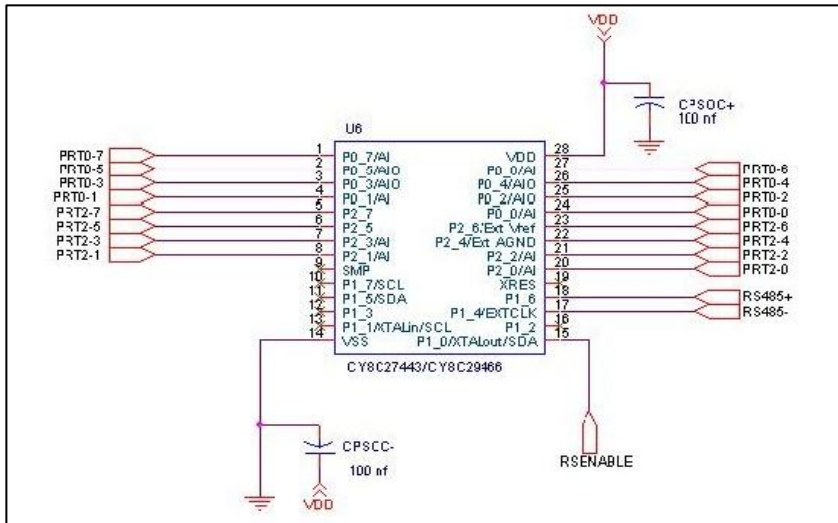 VDD
CPSOC+
100 nf
U6
PRT0-7
PRT0-5
PRT0-3
PRT0-1
PRT2-7
PRT2-5
PRT2-3
PRT2-1
1
2
3
4
5
6
7
8
9
10
11
12
13
14
P0_7/AI
P0_5/AIO
P0_3/AIO
P0_1/AI
P2_7
P2_5
P2_3/AI
P2_1/AI
SMP
P1_7/SCL
P1_5/SDA
P1_3
P1_1/XTALin/SCL
VSS
VDD
P0_0/AI
P0_4/AIO
P0_2/AIO
P0_0/AI
P2_6/Ext Vref
P2_4/Ext AGND
P2_2/AI
P2_0/AI
XRES
P1_6
P1_4/EXTCLK
P1_2
P1_0/XTALout/SDA
28
27
26
25
24
23
22
21
20
19
18
17
16
15
PRT0-6
PRT0-4
PRT0-2
PRT0-0
PRT2-6
PRT2-4
PRT2-2
PRT2-0
RS485+
RS485-
CY8C27443/CY8C29466
CPSOC-
100 nf
VDD
RSENABLE